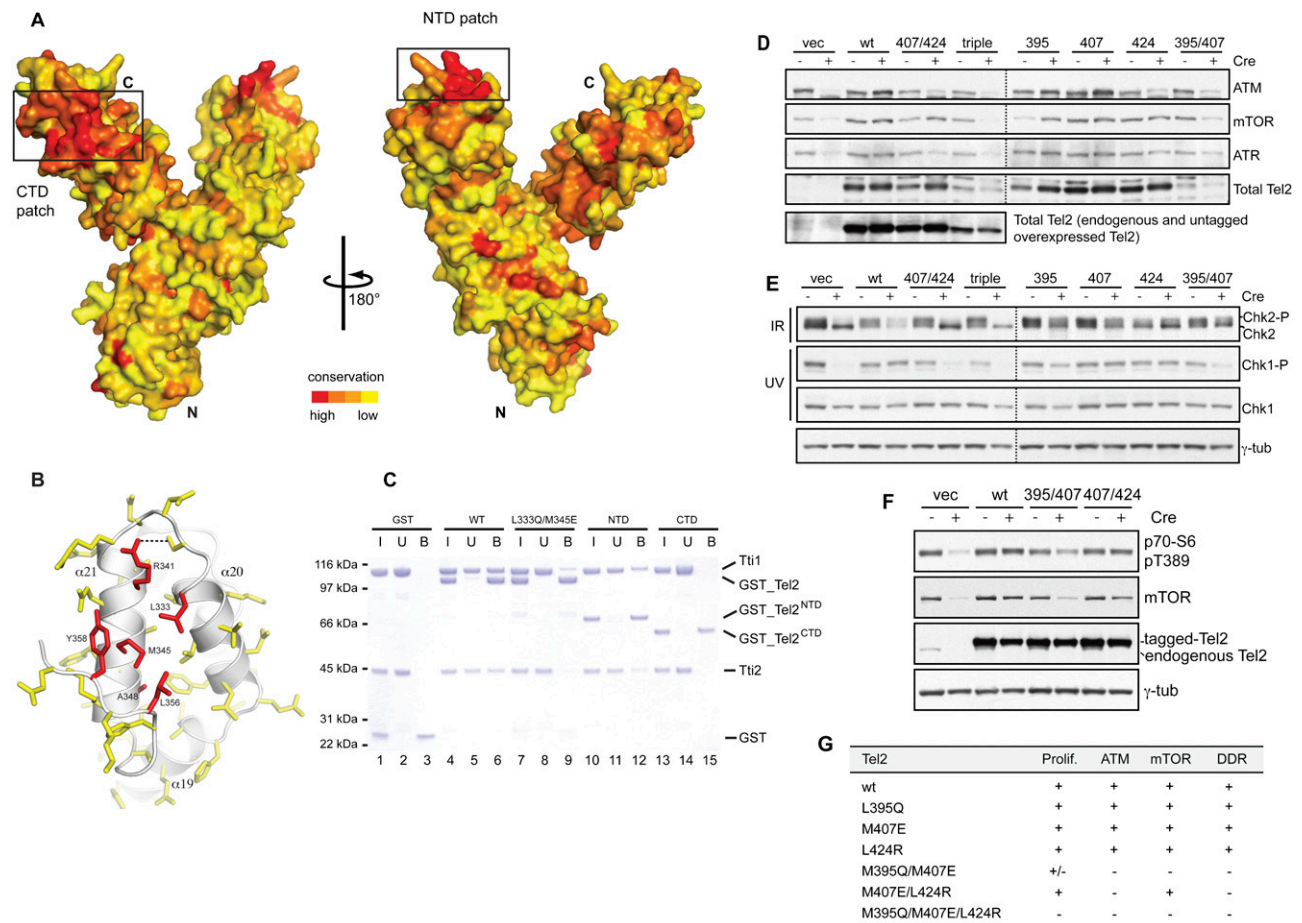 A
NTD patch
C
C
CTD
patch
180°
conservation
high low
N
N
B
α21
α20
R341
L333
Y358
M345
A348
L356
α19
C
GST WT L333Q/M345E NTD CTD
I U B I U B I U B I U B I U B
116 kDa
97 kDa
66 kDa
45 kDa
31 kDa
22 kDa
Tti1
GST_Tel2
GST_Tel2NTD
GST_Tel2CTD
Tti2
GST
1 2 3 4 5 6 7 8 9 10 11 12 13 14 15
D
vec wt 407/424 triple 395 407 424 395/407
- + - + - + - + - + - + - + - + Cre
ATM
mTOR
ATR
Total Tel2
Total Tel2 (endogenous and untagged
overexpressed Tel2)
E
vec wt 407/424 triple 395 407 424 395/407
- + - + - + - + - + - + - + - + Cre
IR
Chk2-P
Chk2
UV
Chk1-P
Chk1
γ-tub
F
vec wt 395/407 407/424
- + - + - + - + Cre
p70-S6
pT389
mTOR
tagged-Tel2
endogenous Tel2
γ-tub
G
Tel2 Prolif. ATM mTOR DDR
wt + + + +
L395Q + + + +
M407E + + + +
L424R + + + +
M395Q/M407E +/- - - -
M407E/L424R + - + -
M395Q/M407E/L424R - - - -